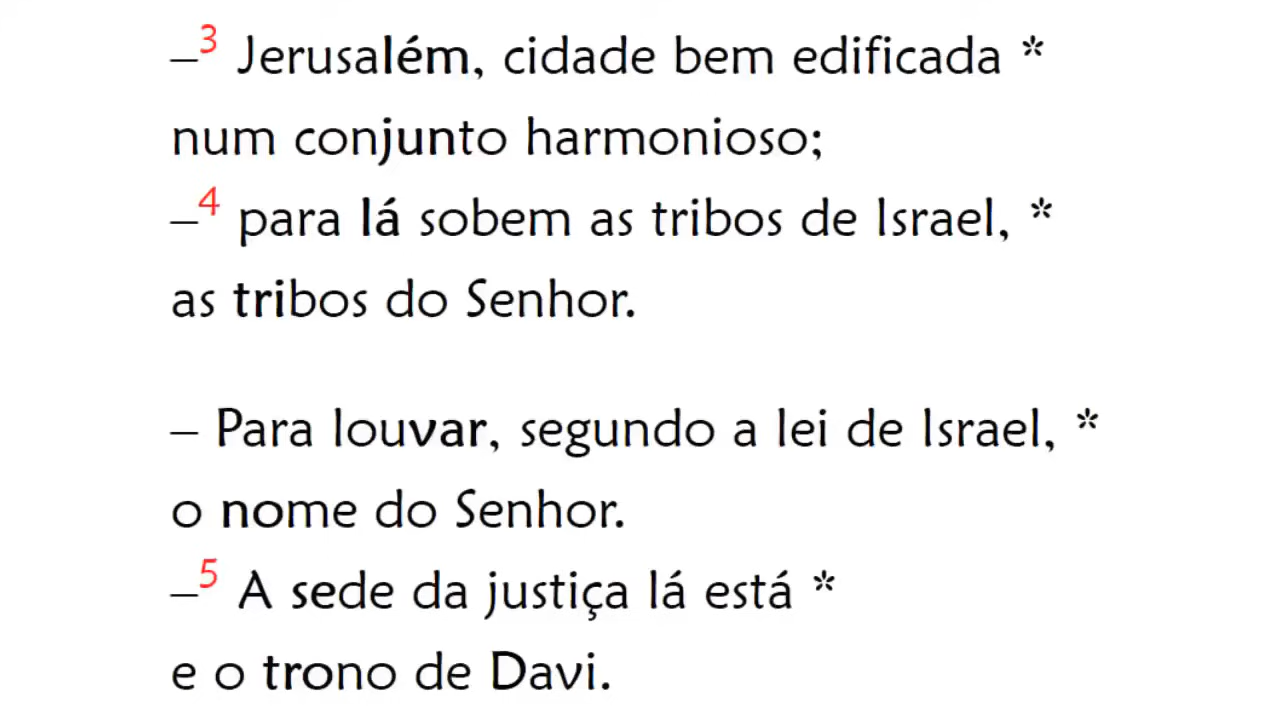 –3 Jerusalém, cidade bem edificada *
num conjunto harmonioso;
–4 para lá sobem as tribos de Israel, *
as tribos do Senhor.
– Para louvar, segundo a lei de Israel, *
o nome do Senhor.
–5 A sede da justiça lá está *
e o trono de Davi.